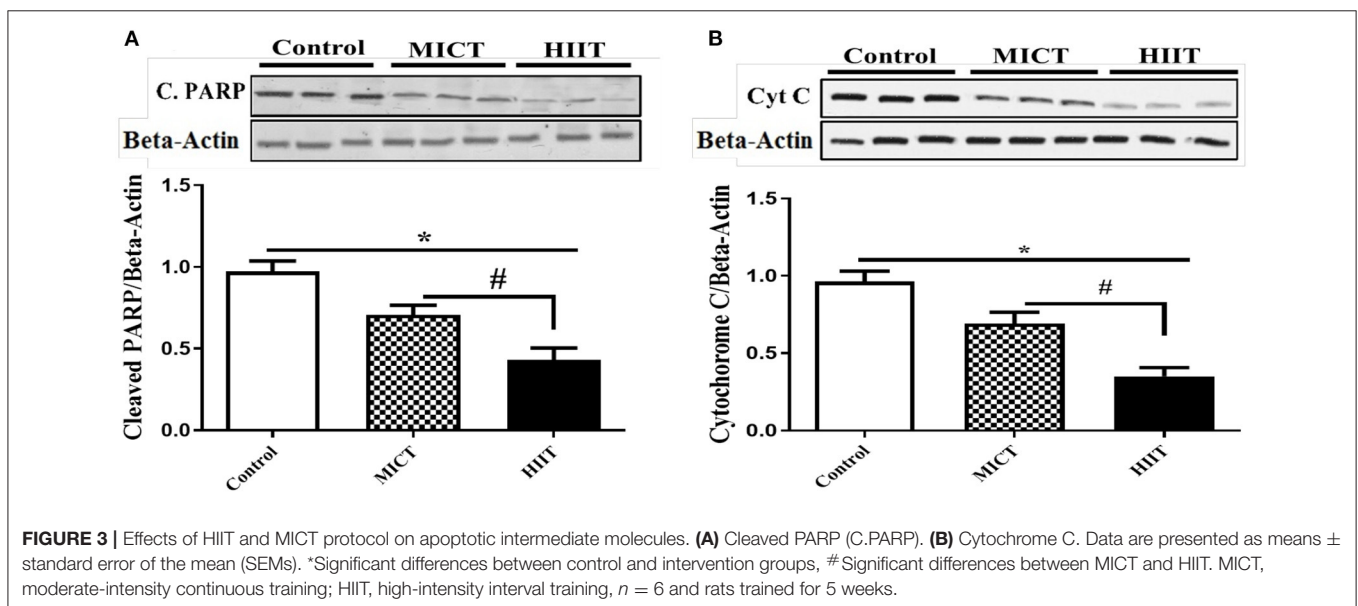 A
Control MICT HIIT
C. PARP
Beta-Actin
Cleaved PARP/Beta-Actin
1.5
1.0
0.5
0.0
*
#
Control
MICT
HIIT
B
Control MICT HIIT
Cyt C
Beta-Actin
Cytochorome C/Beta-Actin
1.5
1.0
0.5
0.0
*
#
Control
MICT
HIIT
FIGURE 3 | Effects of HIIT and MICT protocol on apoptotic intermediate molecules. (A) Cleaved PARP (C.PARP). (B) Cytochrome C. Data are presented as means ±
standard error of the mean (SEMs). *Significant differences between control and intervention groups, #Significant differences between MICT and HIIT. MICT,
moderate-intensity continuous training; HIIT, high-intensity interval training, n = 6 and rats trained for 5 weeks.